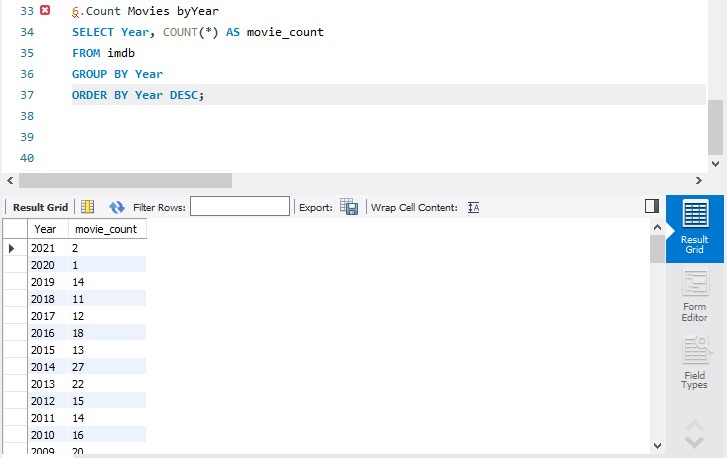 33 6.Count Movies byYear
34 SELECT Year, COUNT(*) AS movie_count
35 FROM imdb
36 GROUP BY Year
37 ORDER BY Year DESC;
38
39
40
Result Grid Filter Rows: Export: Wrap Cell Content:
Year movie_count
2021 2
2020 1
2019 14
2018 11
2017 12
2016 18
2015 13
2014 27
2013 22
2012 15
2011 14
2010 16
2009 20
Result
Grid
Form
Editor
Field
Types